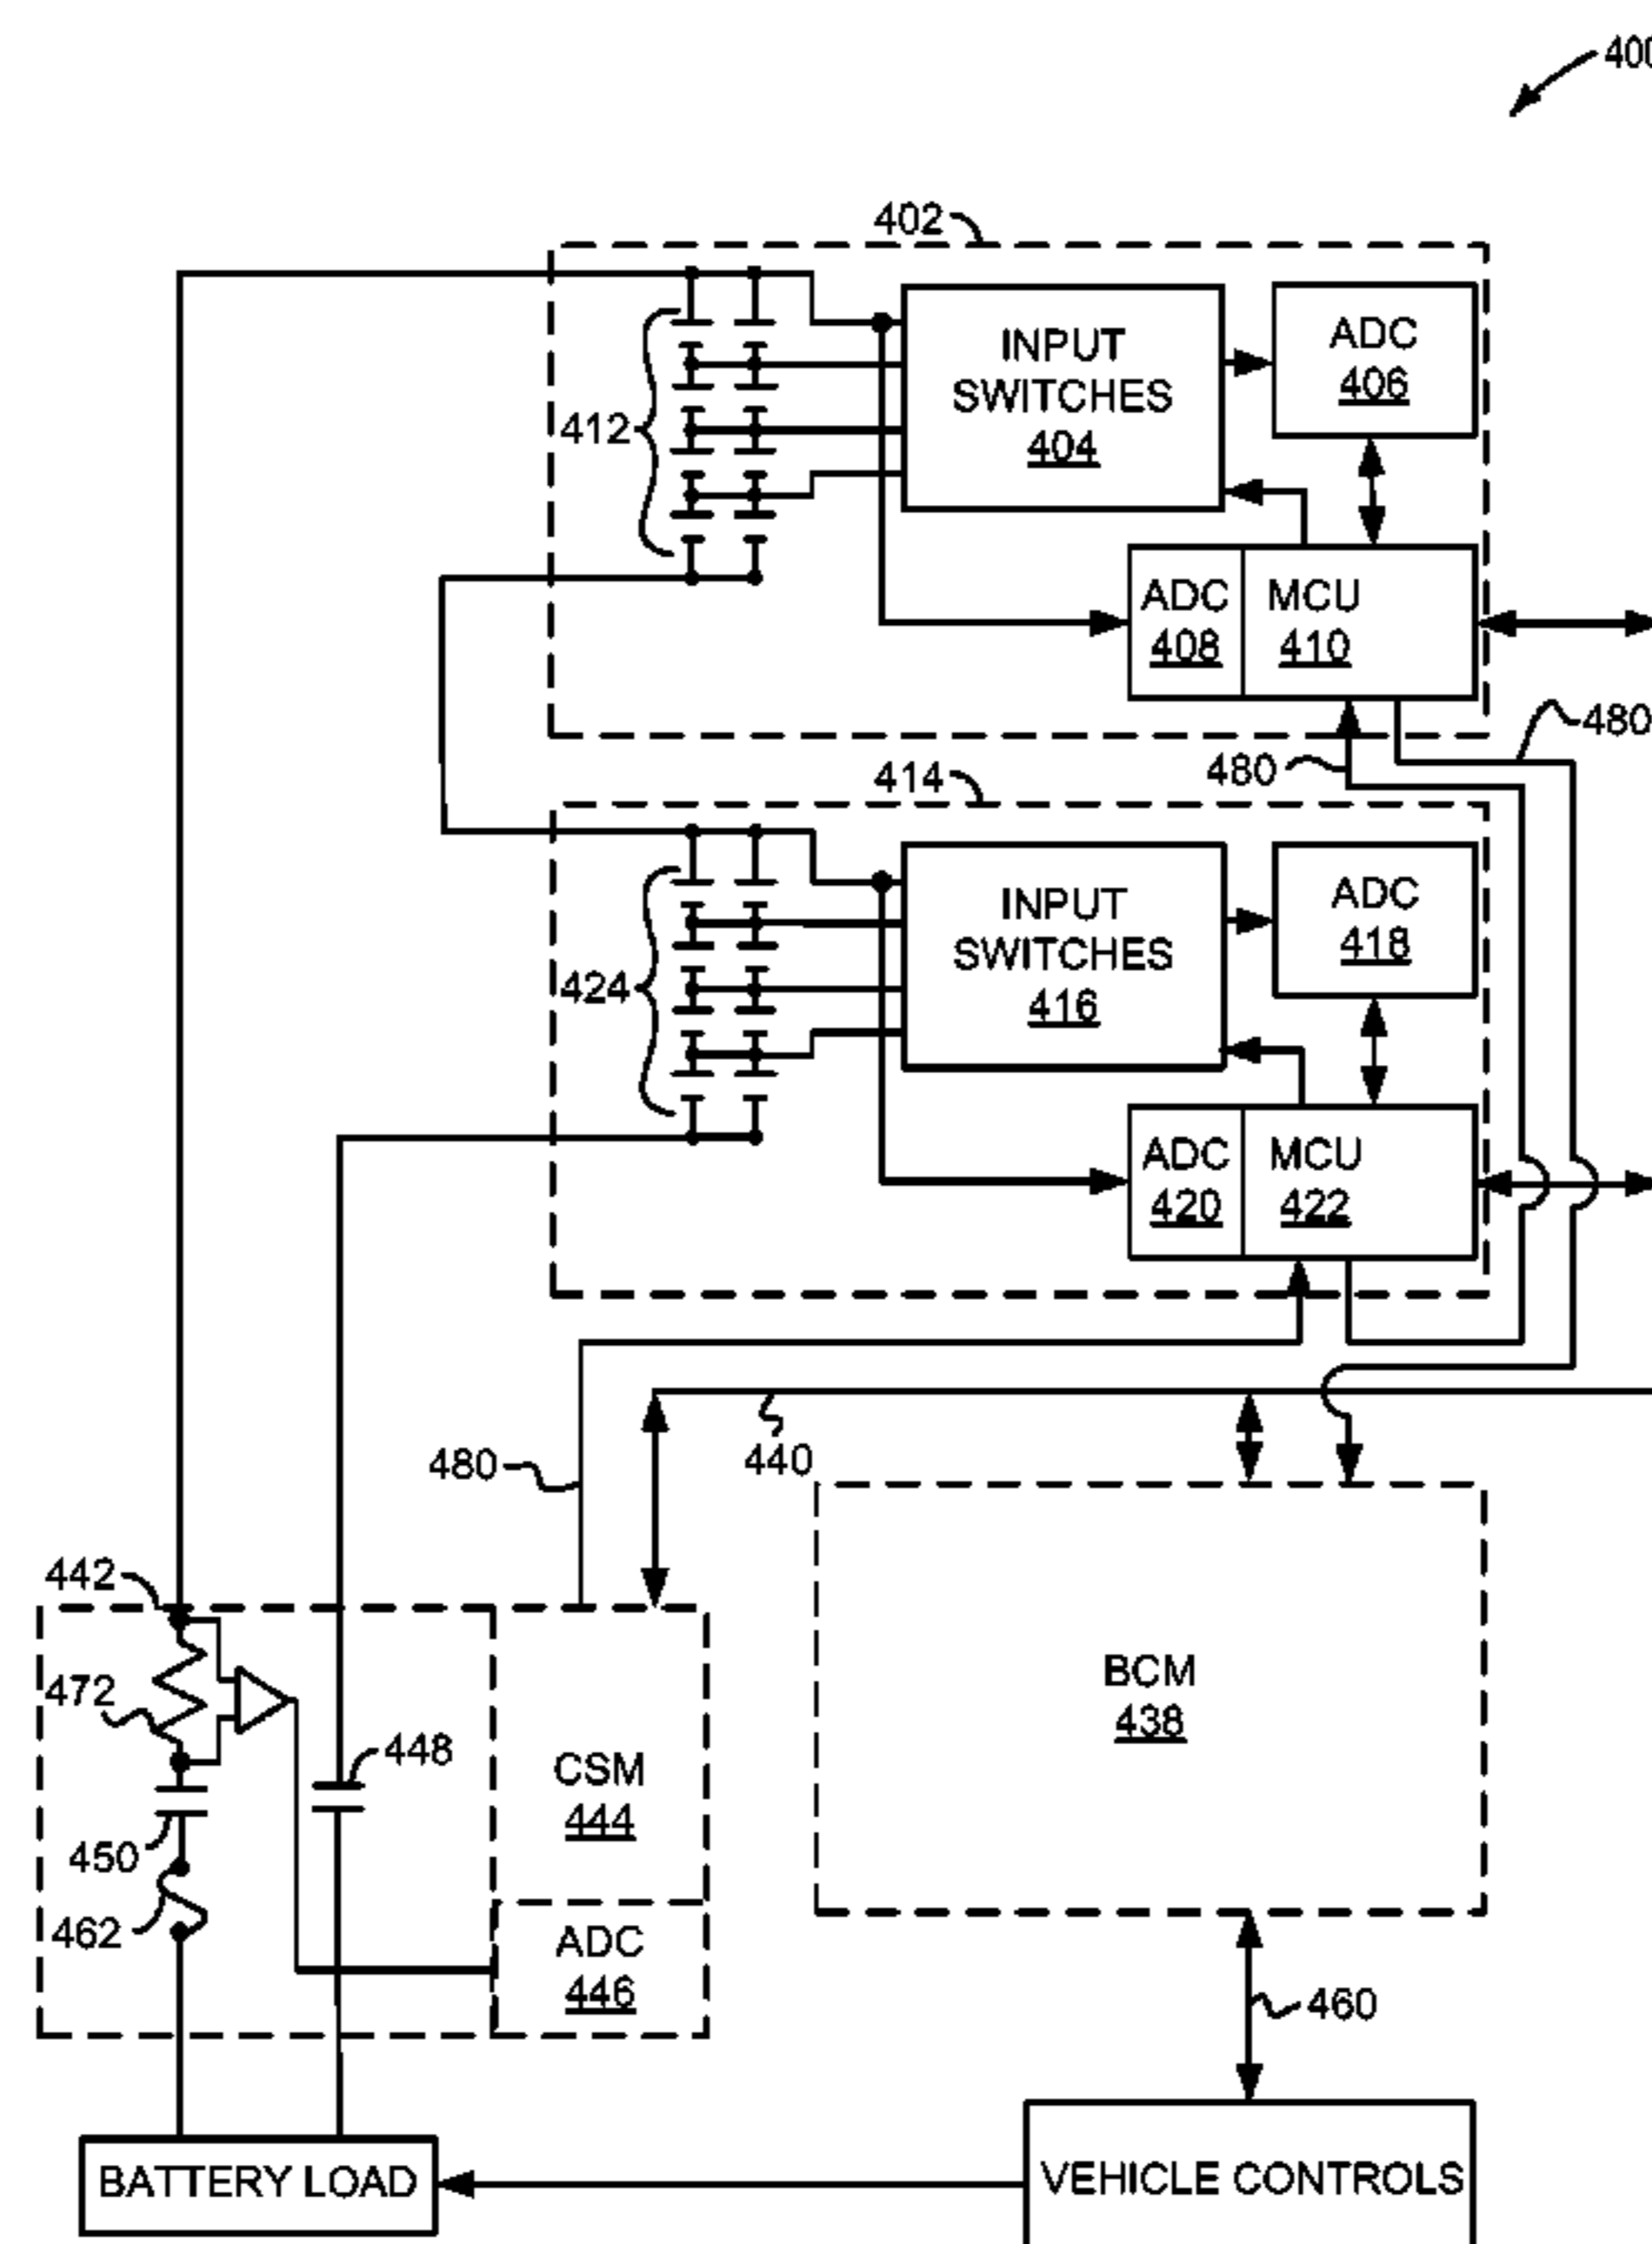 400
402
INPUT
SWITCHES
404
ADC
406
412
ADC
408
MCU
410
480
480
414
INPUT
SWITCHES
416
ADC
418
424
ADC
420
MCU
422
480
440
442
472
448
CSM
444
BCM
438
450
462
ADC
446
460
BATTERY LOAD
VEHICLE CONTROLS